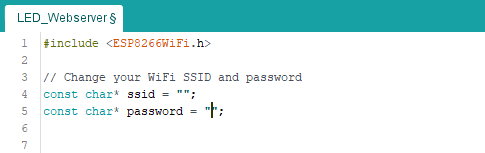 LED_Webserver §
1 #include <ESP8266WiFi.h>
2
3 // Change your WiFi SSID and password
4 const char* ssid = "";
5 const char* password = "";
6
7